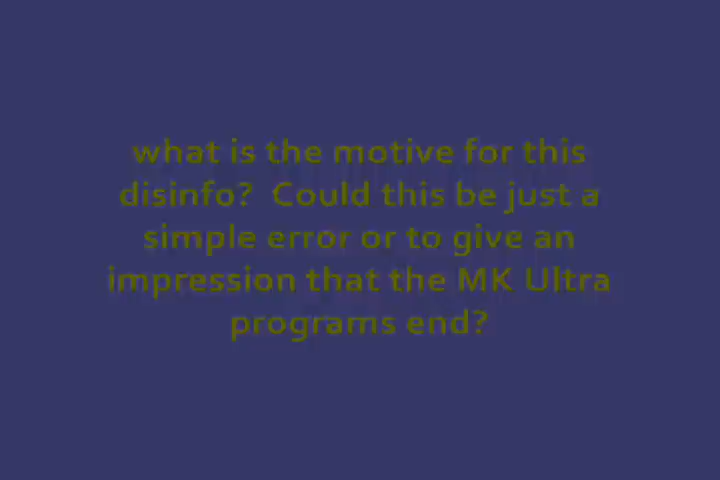 what is the motive for this
disinfo? Could this be just a
simple error or to give an
impression that the MK Ultra
programs end?